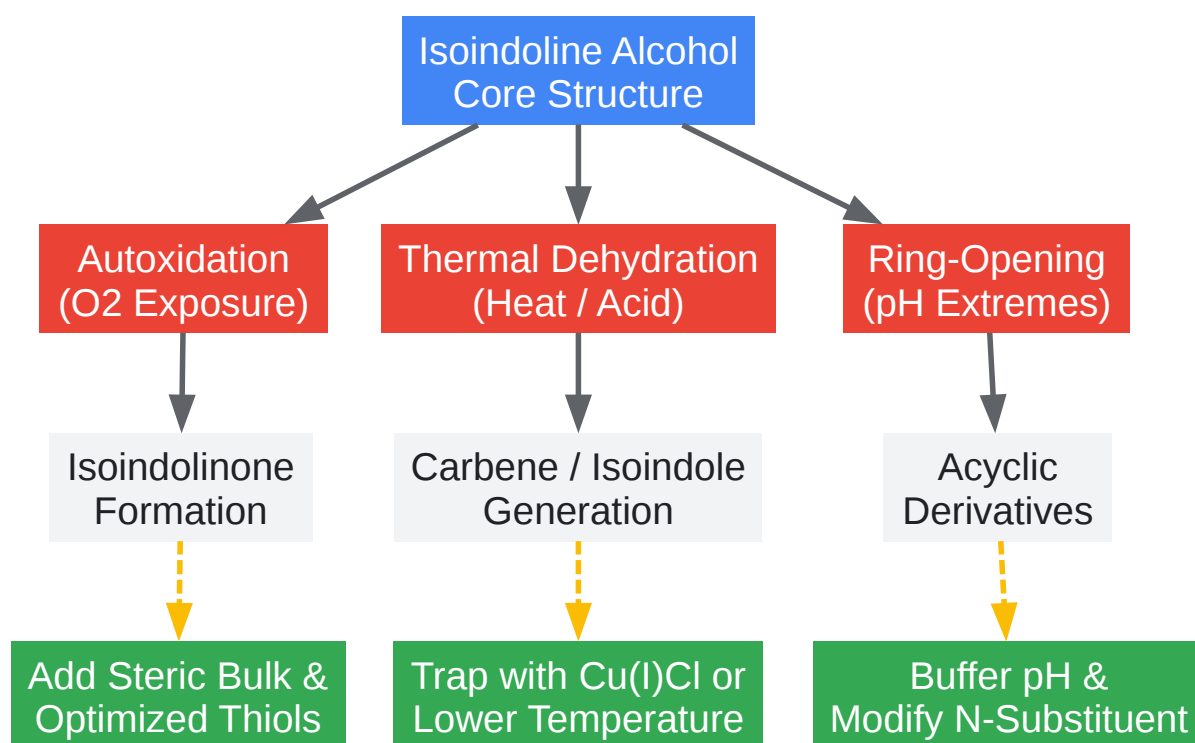 Isoindoline Alcohol
Core Structure
Autoxidation
(O2 Exposure)
Thermal Dehydration
(Heat / Acid)
Ring-Opening
(pH Extremes)
Isoindolinone
Formation
Carbene / Isoindole
Generation
Acyclic
Derivatives
Add Steric Bulk &
Optimized Thiols
Trap with Cu(I)Cl or
Lower Temperature
Buffer pH &
Modify N-Substituent